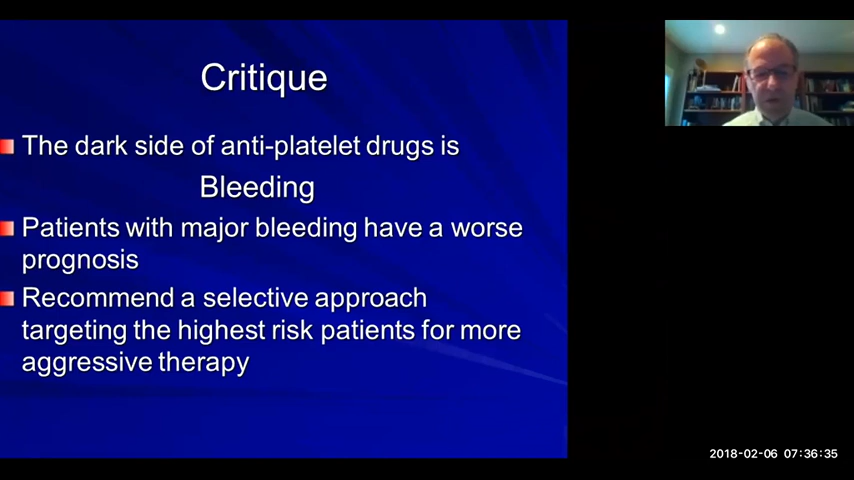 Critique
The dark side of anti-platelet drugs is
Bleeding
Patients with major bleeding have a worse
prognosis
Recommend a selective approach
targeting the highest risk patients for more
aggressive therapy
2018-02-06 07:36:35